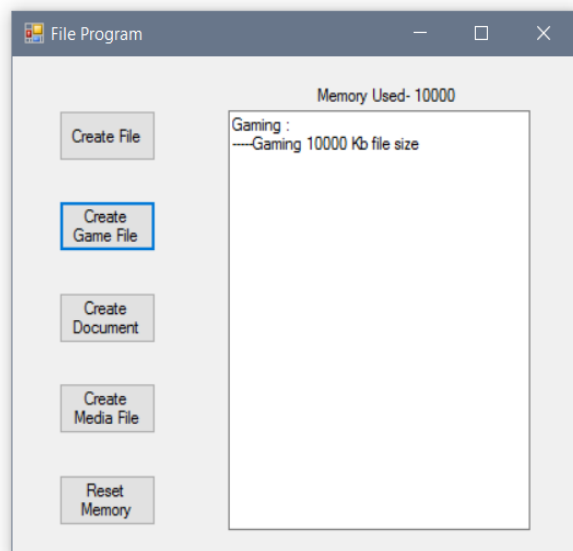 File Program
Memory Used- 10000
Create File
Create
Game File
Create
Document
Create
Media File
Reset
Memory
Gaming :
-----Gaming 10000 Kb file size